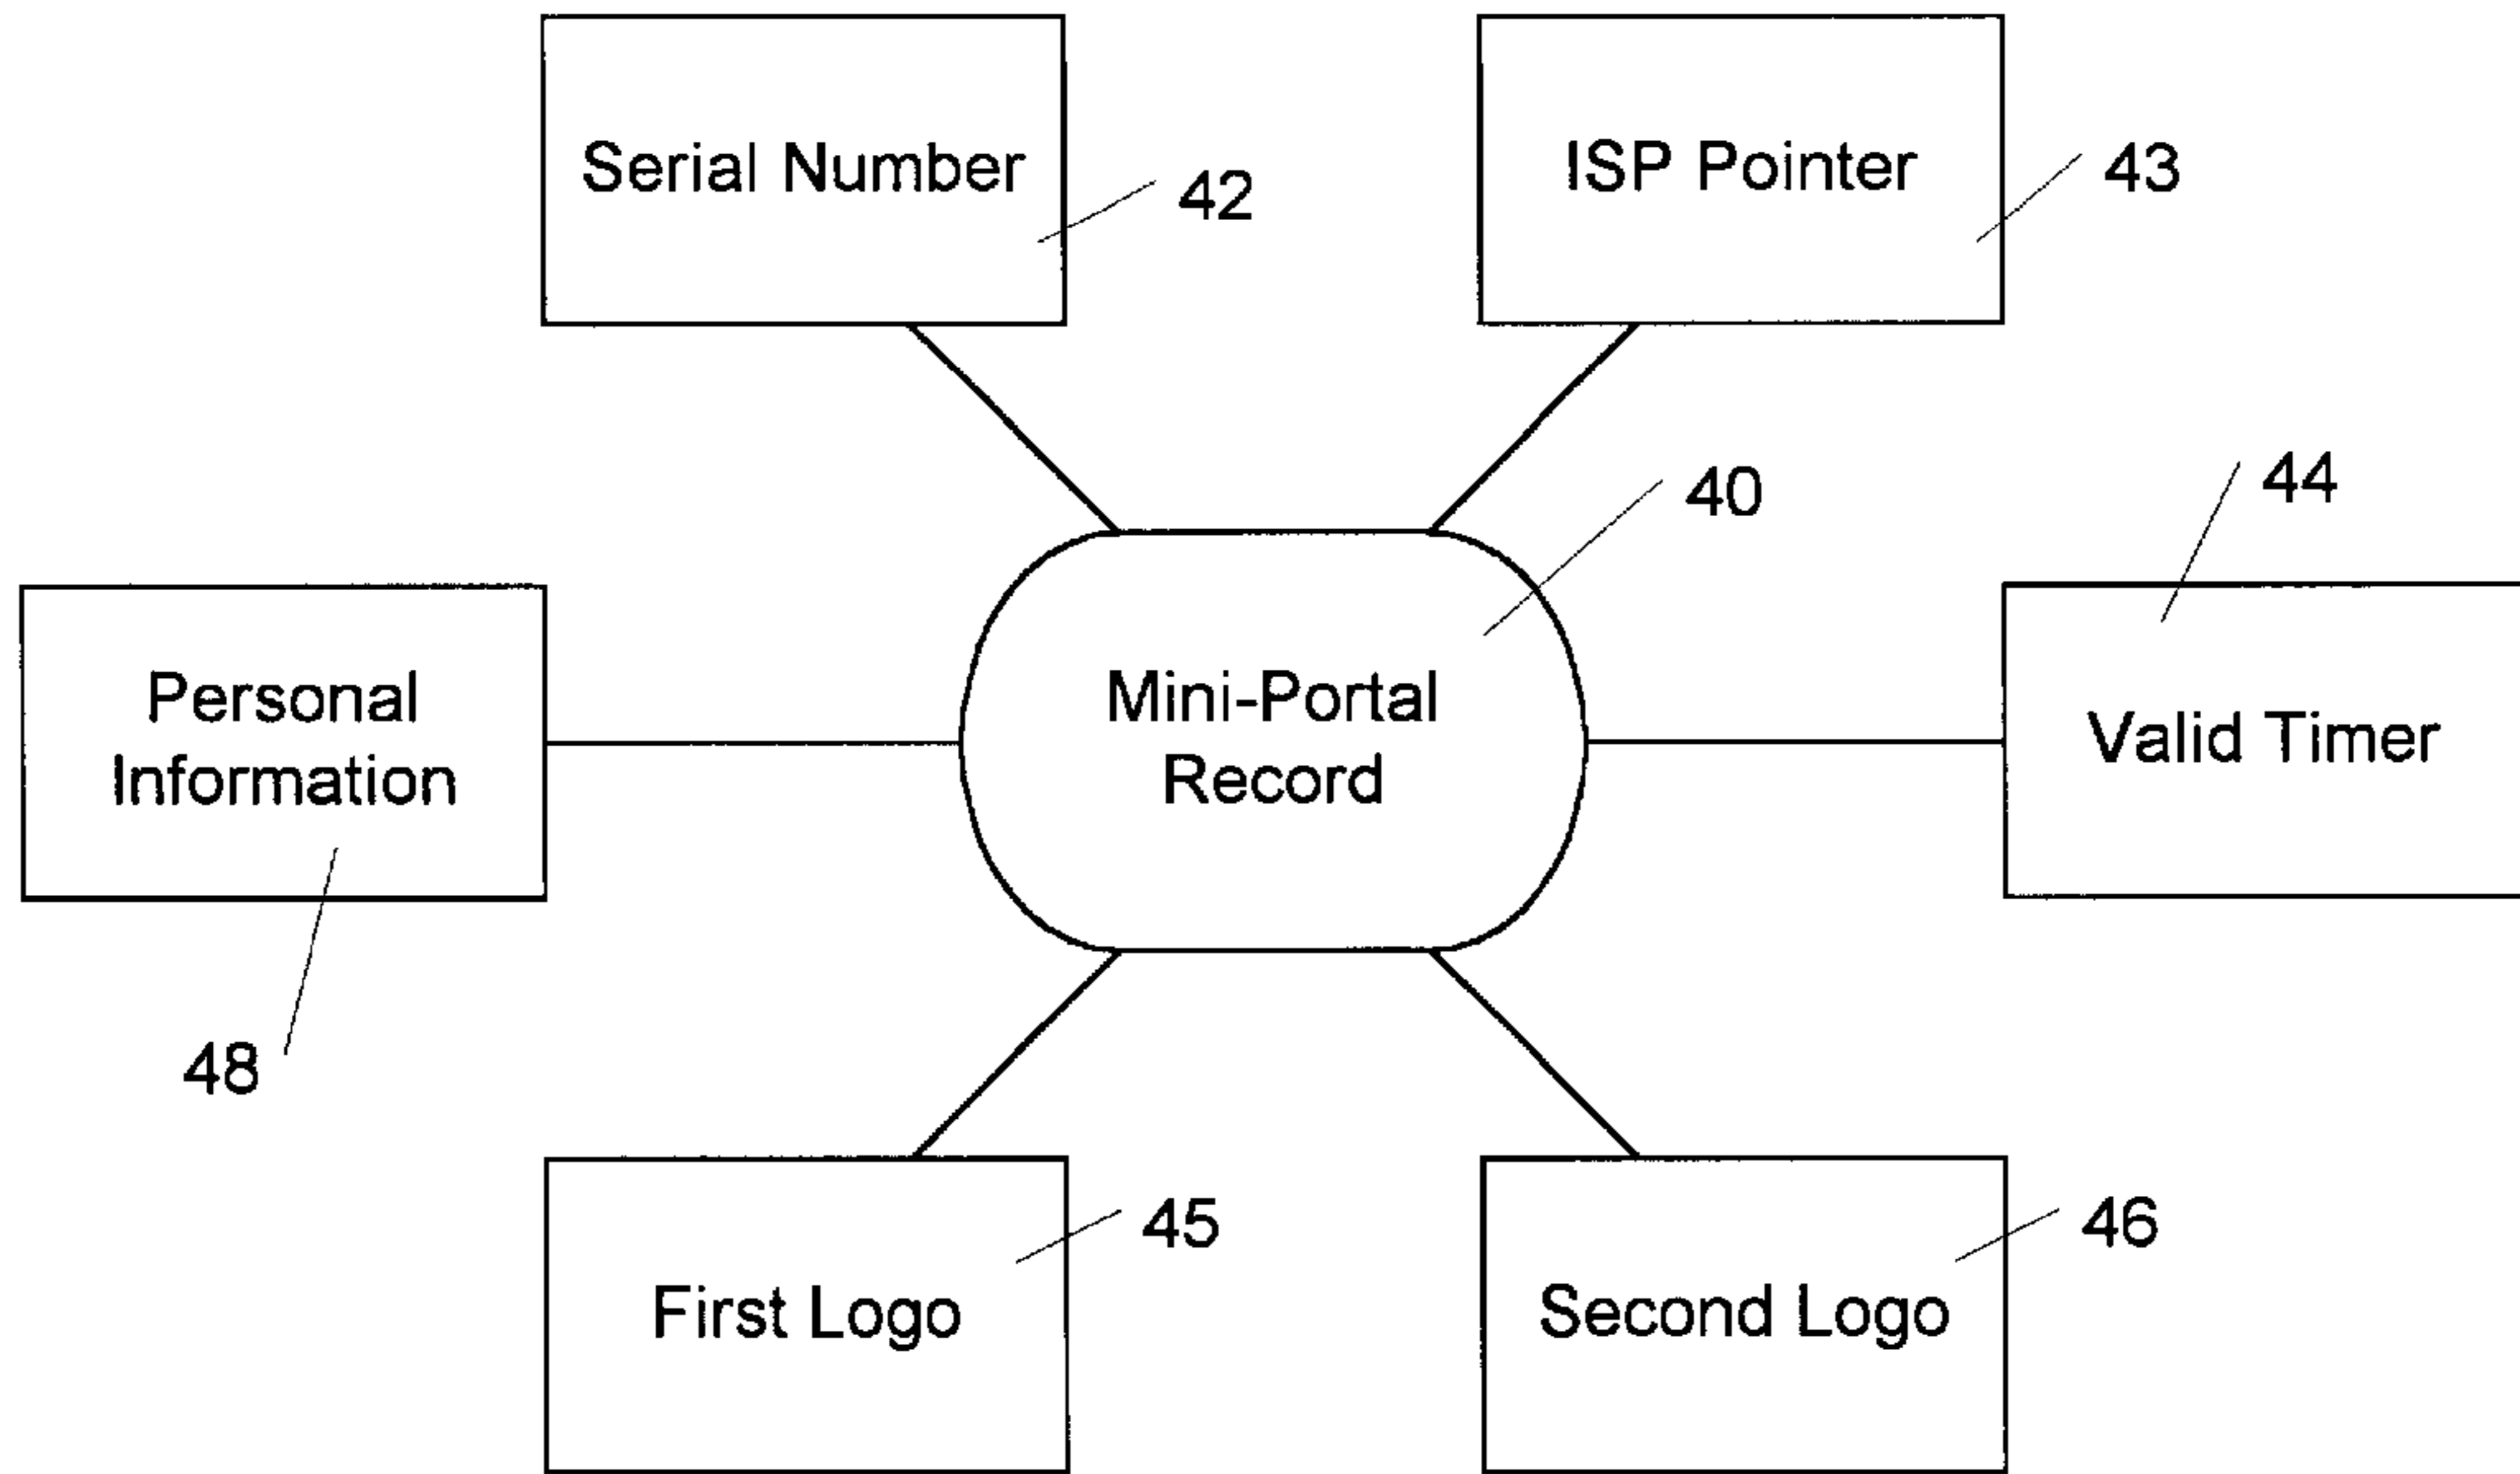 Serial Number
42
ISP Pointer
43
40
44
Personal
Information
48
Mini-Portal
Record
Valid Timer
First Logo
45
Second Logo
46